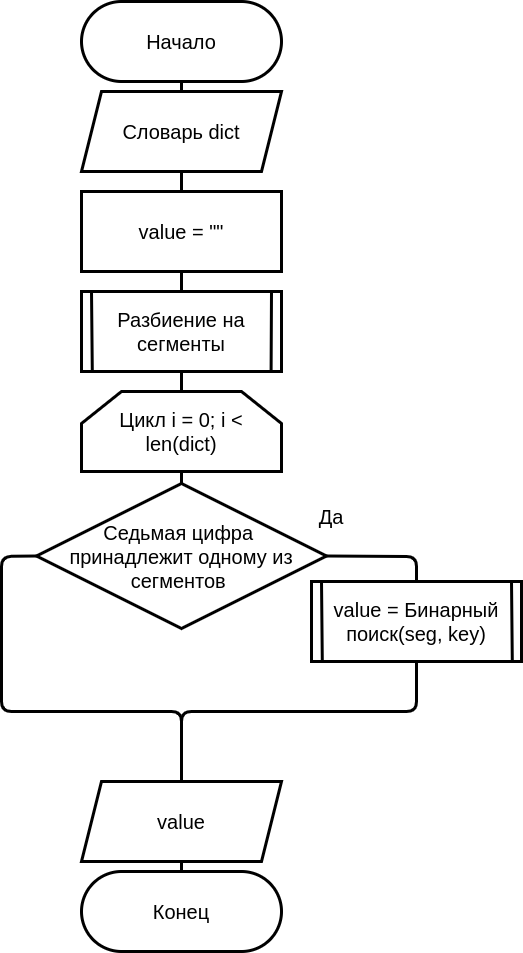 Начало
Словарь dict
value = ""
Разбиение на
сегменты
Цикл i = 0; i <
len(dict)
Да
Седьмая цифра
принадлежит одному из
сегментов
value = Бинарный
поиск(seg, key)
value
Конец